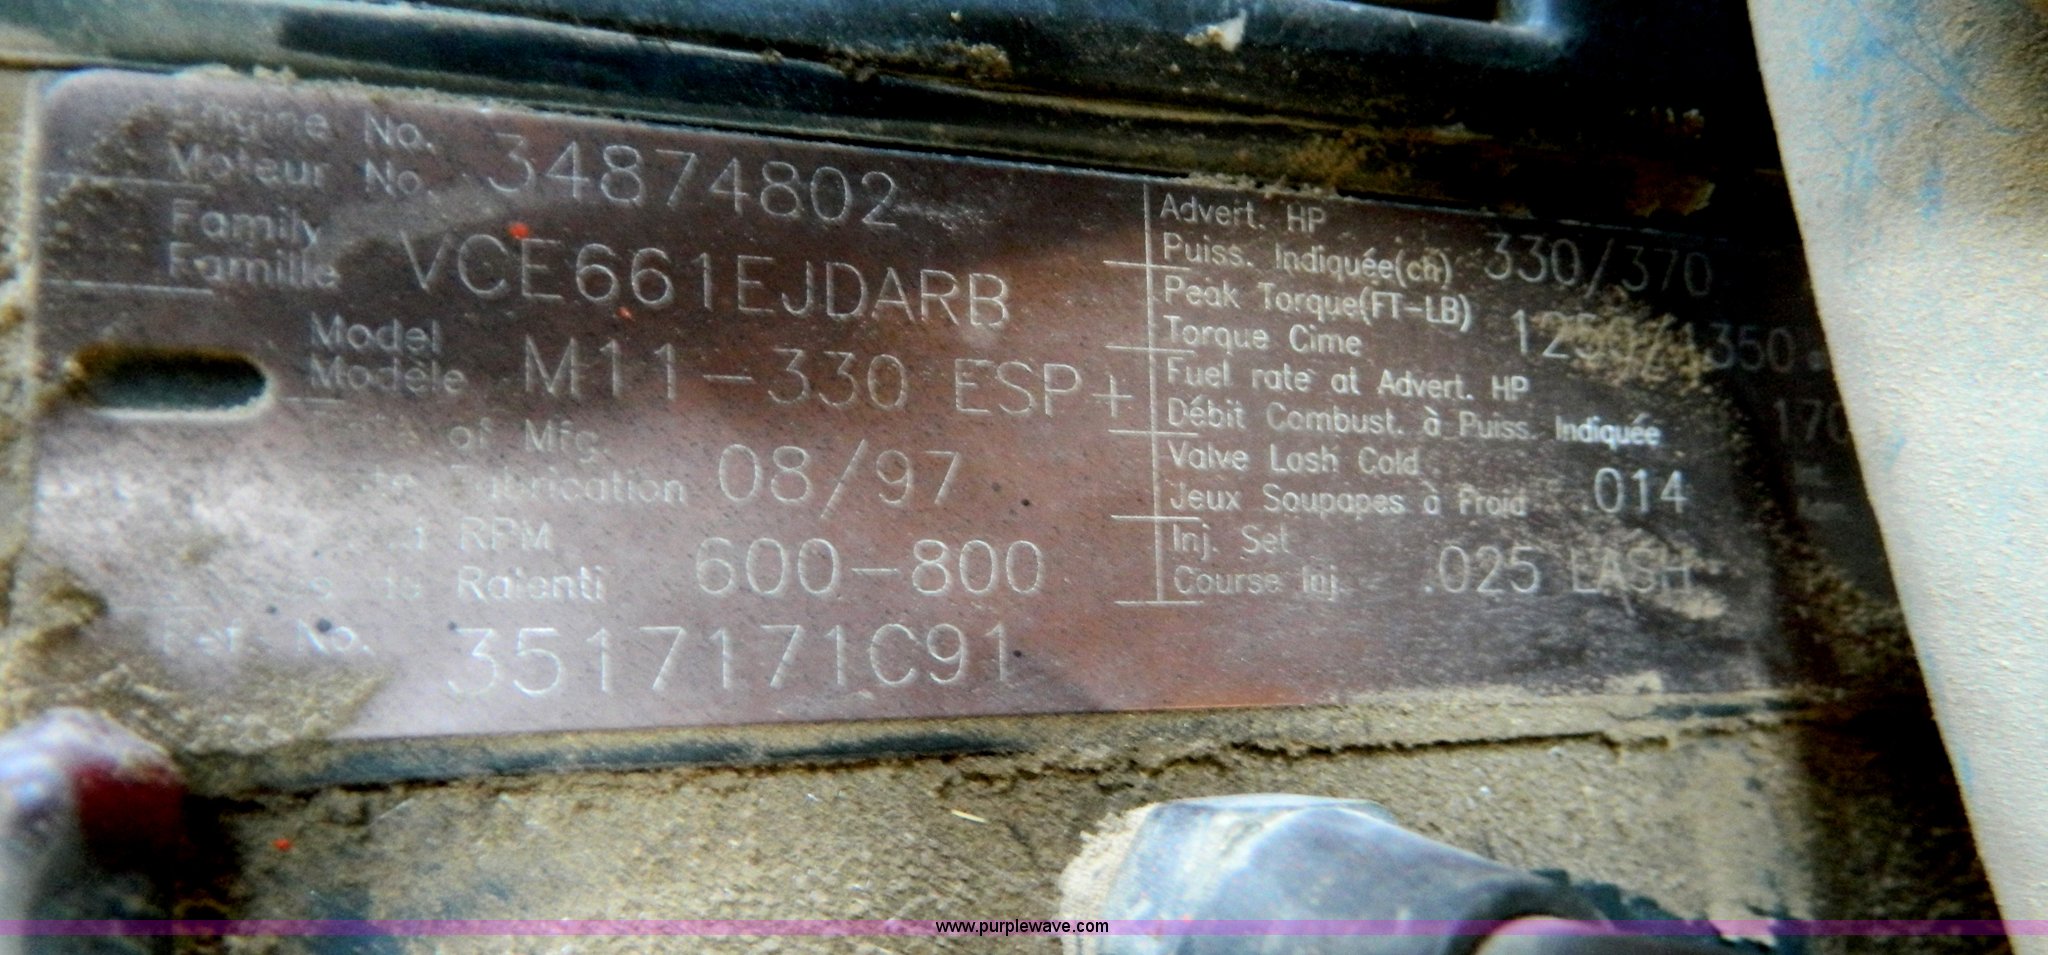 Engine No.
Moteur No. 34874802
Family
Famille VCE661EJDARB
Model
Modèle M11-330 ESP+
of Mfg.
Fabrication 08/97
RPM
Ralenti 600-800
Ref. No. 3517171C91
Advert. HP
Puiss. Indiquée(ch) 330/370
Peak Torque(FT-LB)
Torque Cime 1250/1350
Fuel rate at Advert. HP
Débit Combust. à Puiss. Indiquée
Valve Lash Cold
Jeux Soupapes à Froid .014
Inj. Set
Course Inj. .025 LASH
www.purplewave.com